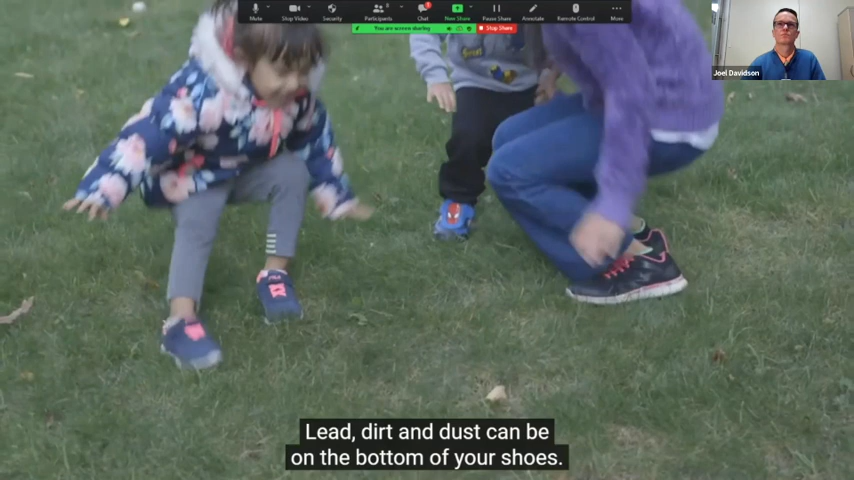 Mute
Stop Video
Security
Participants
8
Chat
New Share
Pause Share
Annotate
Remote Control
More
You are screen sharing
Stop Share
Joel Davidson
Lead, dirt and dust can be
on the bottom of your shoes.